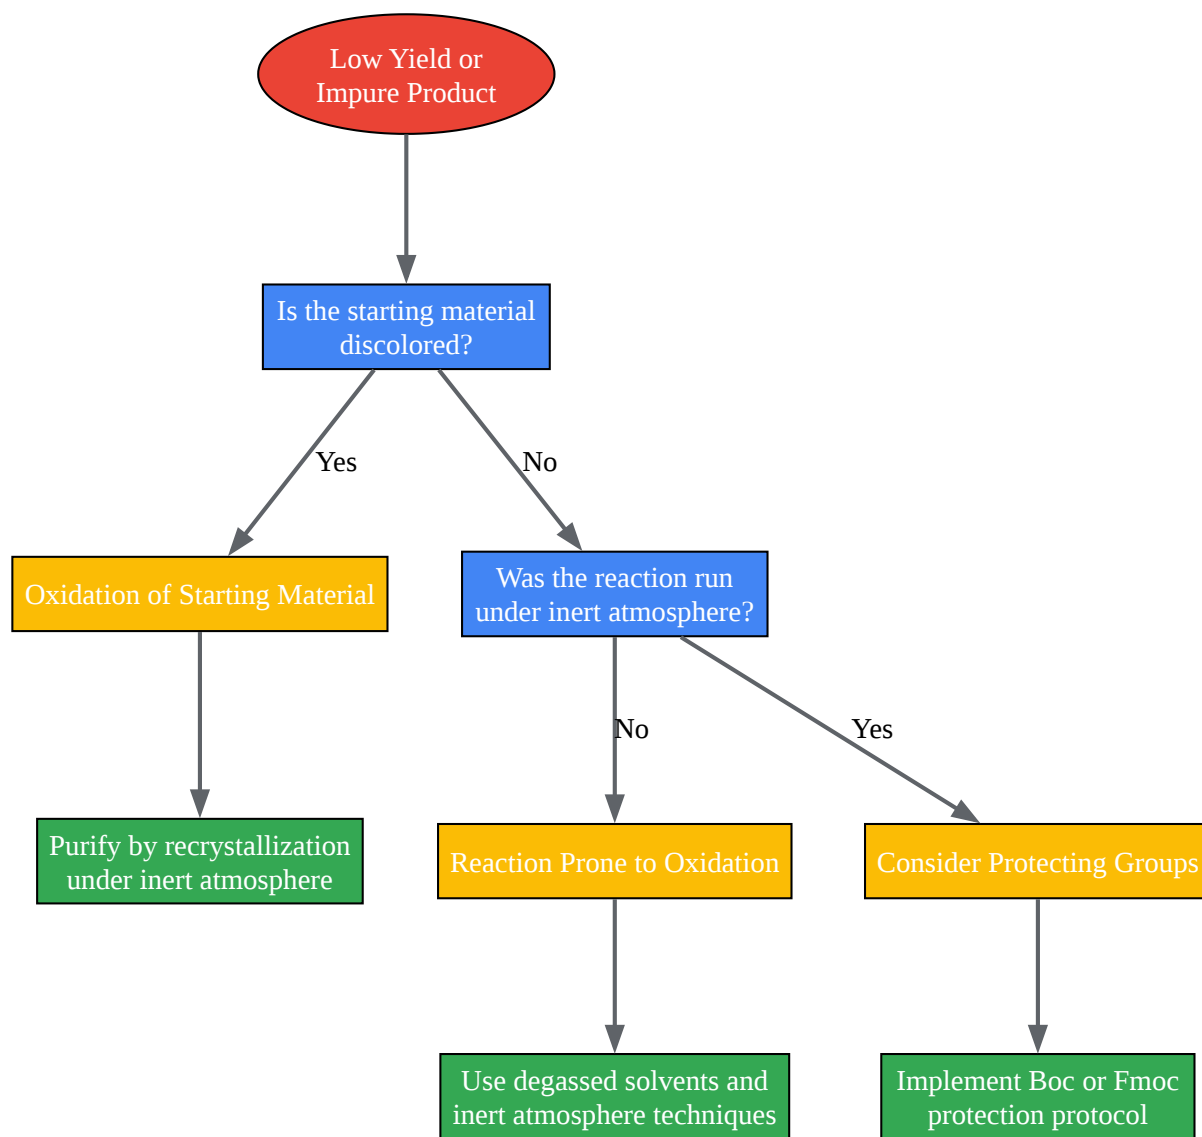 Low Yield or
Impure Product
Is the starting material
discolored?
Yes
No
Oxidation of Starting Material
Was the reaction run
under inert atmosphere?
No
Yes
Purify by recrystallization
under inert atmosphere
Reaction Prone to Oxidation
Consider Protecting Groups
Use degassed solvents and
inert atmosphere techniques
Implement Boc or Fmoc
protection protocol